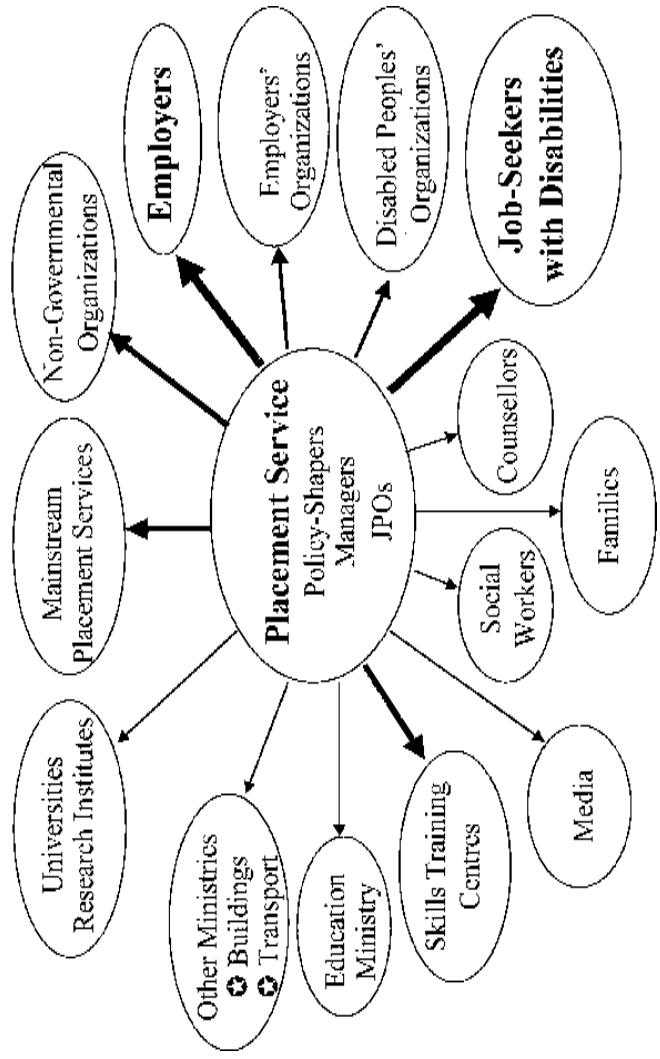 Placement Service
Policy-Shapers
Managers
JPOs
Universities
Research Institutes
Mainstream
Placement Services
Non-Governmental
Organizations
Employers
Employers’
Organizations
Disabled Peoples’
Organizations
Job-Seekers
with Disabilities
Counsellors
Families
Social
Workers
Media
Skills Training
Centres
Education
Ministry
Other Ministries
✪ Buildings
✪ Transport